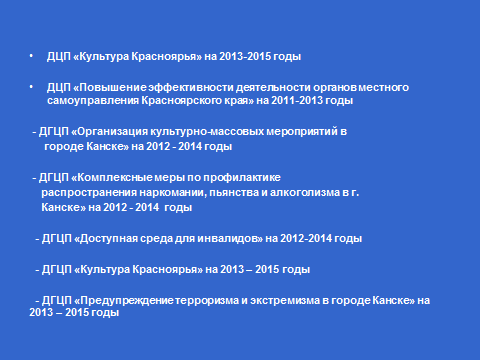 • ДЦП «Культура Красноярья» на 2013-2015 годы
• ДЦП «Повышение эффективности деятельности органов местного
самоуправления Красноярского края» на 2011-2013 годы
- ДГЦП «Организация культурно-массовых мероприятий в
городе Канске» на 2012 - 2014 годы
- ДГЦП «Комплексные меры по профилактике
распространения наркомании, пьянства и алкоголизма в г.
Канске» на 2012 - 2014 годы
- ДГЦП «Доступная среда для инвалидов» на 2012-2014 годы
- ДГЦП «Культура Красноярья» на 2013 – 2015 годы
- ДГЦП «Предупреждение терроризма и экстремизма в городе Канске» на
2013 – 2015 годы